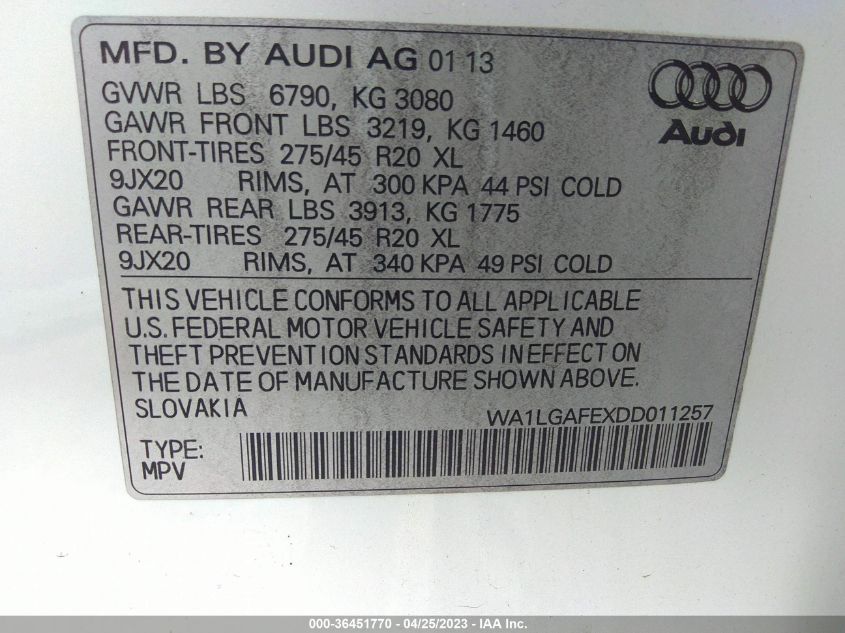 MFD. BY AUDI AG 01 13
GVWR LBS 6790, KG 3080
GAWR FRONT LBS 3219, KG 1460
FRONT-TIRES 275/45 R20 XL
9JX20 RIMS, AT 300 KPA 44 PSI COLD
GAWR REAR LBS 3913, KG 1775
REAR-TIRES 275/45 R20 XL
9JX20 RIMS, AT 340 KPA 49 PSI COLD
Audi
THIS VEHICLE CONFORMS TO ALL APPLICABLE
U.S. FEDERAL MOTOR VEHICLE SAFETY AND
THEFT PREVENTION STANDARDS IN EFFECT ON
THE DATE OF MANUFACTURE SHOWN ABOVE.
SLOVAKIA
WA1LGAFEXDD011257
TYPE:
MPV
000-36451770 - 04/25/2023 - IAA Inc.